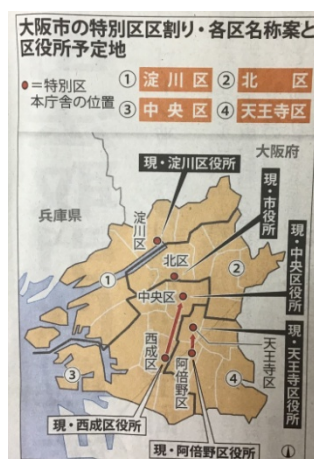 大阪市の特別区区割り・各区名称案と
区役所予定地
●＝特別区
本庁舎の位置
① 淀川区 ② 北区
③ 中央区 ④ 天王寺区
大阪府
現・淀川区役所
兵庫県
現・市役所
現・中央区役所
現・天王寺区役所
淀川区
北区
①
②
中央区
西成区
阿倍野区
天王寺区
③
④
現・西成区役所
現・阿倍野区役所